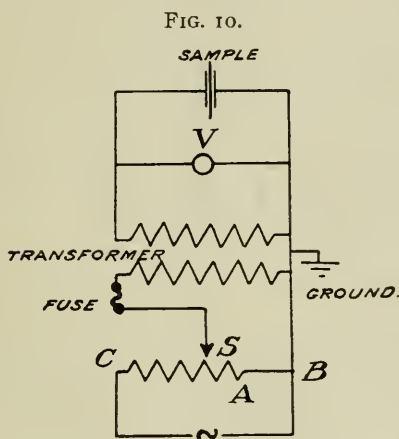 FIG. 10.
SAMPLE
V
TRANSFORMER
GROUND.
FUSE
S
C
B
A
~